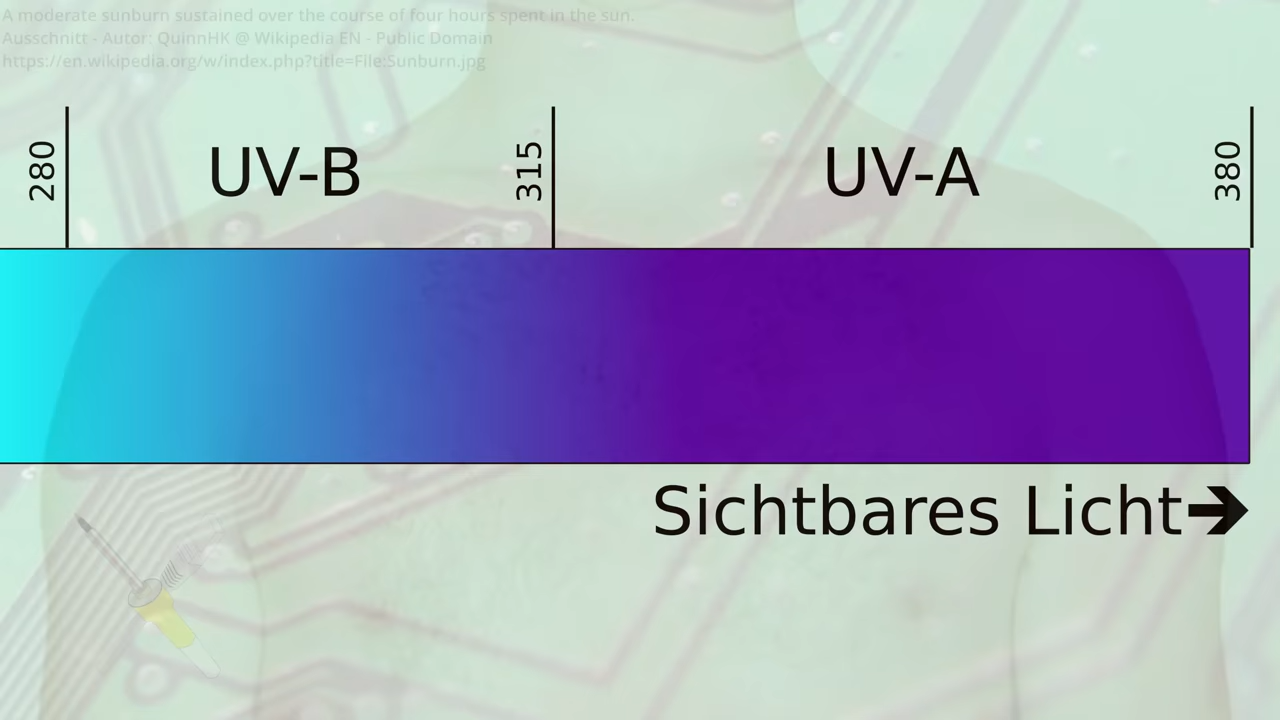 A moderate sunburn sustained over the course of four hours spent in the sun.
Ausschnitt - Autor: QuinnHK @ Wikipedia EN - Public Domain
https://en.wikipedia.org/w/index.php?title=File:Sunburn.jpg
280
UV-B
315
UV-A
380
Sichtbares Licht➔